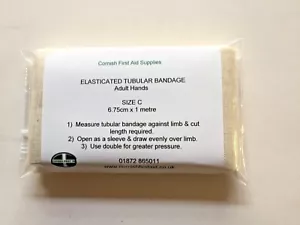 Cornish First Aid Supplies
ELASTICATED TUBULAR BANDAGE
Adult Hands
SIZE C
6.75cm x 1 metre
1) Measure tubular bandage against limb & cut
length required.
2) Open as a sleeve & draw evenly over limb.
3) Use double for greater pressure.
01872 865011